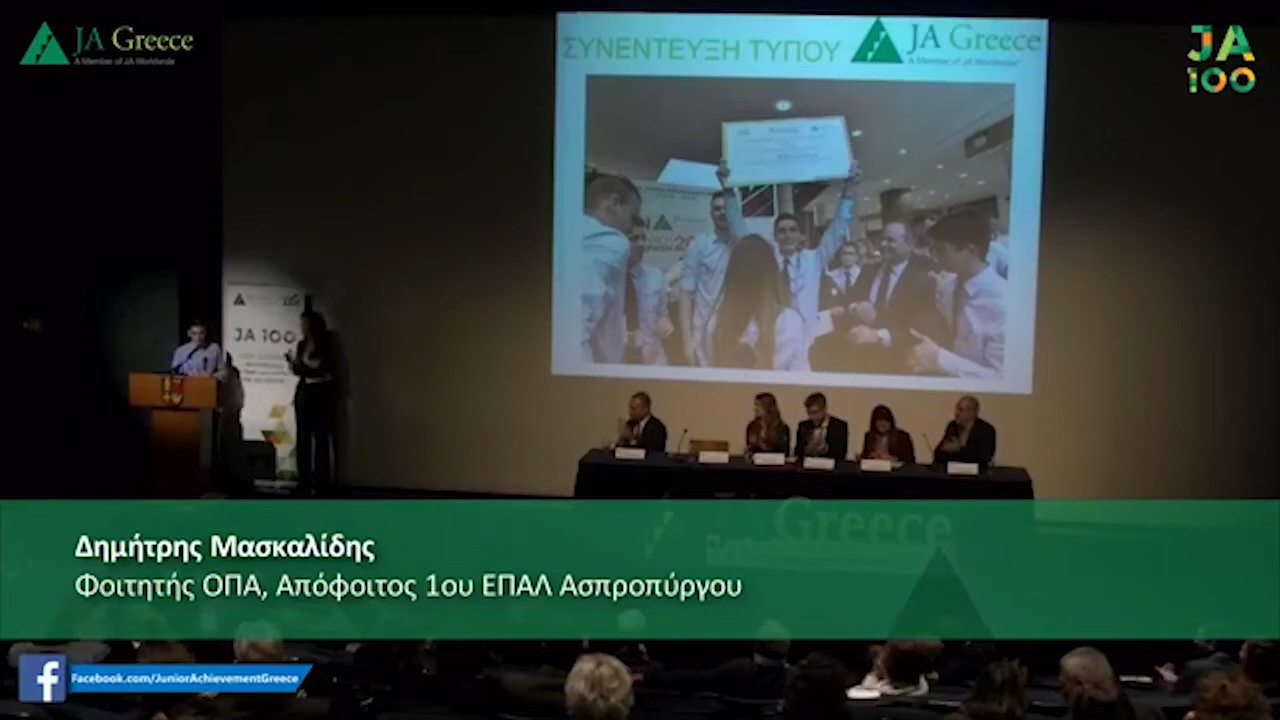 JA Greece
A Member of JA Worldwide
ΣΥΝΕΝΤΕΥΞΗ ΤΥΠΟΥ
JA Greece
A Member of JA Worldwide
JA
100
JA 100
Greece
Δημήτρης Μασκαλίδης
Φοιτητής ΟΠΑ, Απόφοιτος 1ου ΕΠΑΛ Ασπροπύργου
Facebook.com/JuniorAchievementGreece